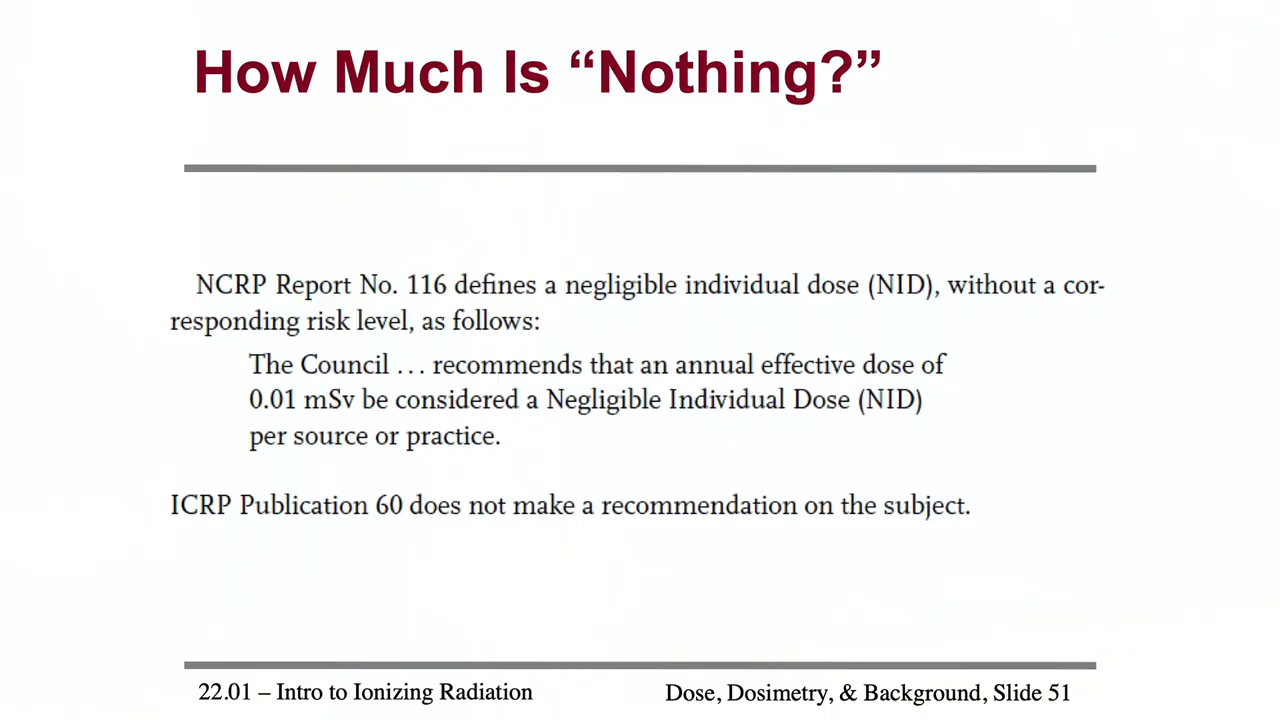 How Much Is “Nothing?”
NCRP Report No. 116 defines a negligible individual dose (NID), without a cor-
responding risk level, as follows:
The Council … recommends that an annual effective dose of
0.01 mSv be considered a Negligible Individual Dose (NID)
per source or practice.
ICRP Publication 60 does not make a recommendation on the subject.
22.01 – Intro to Ionizing Radiation
Dose, Dosimetry, & Background, Slide 51